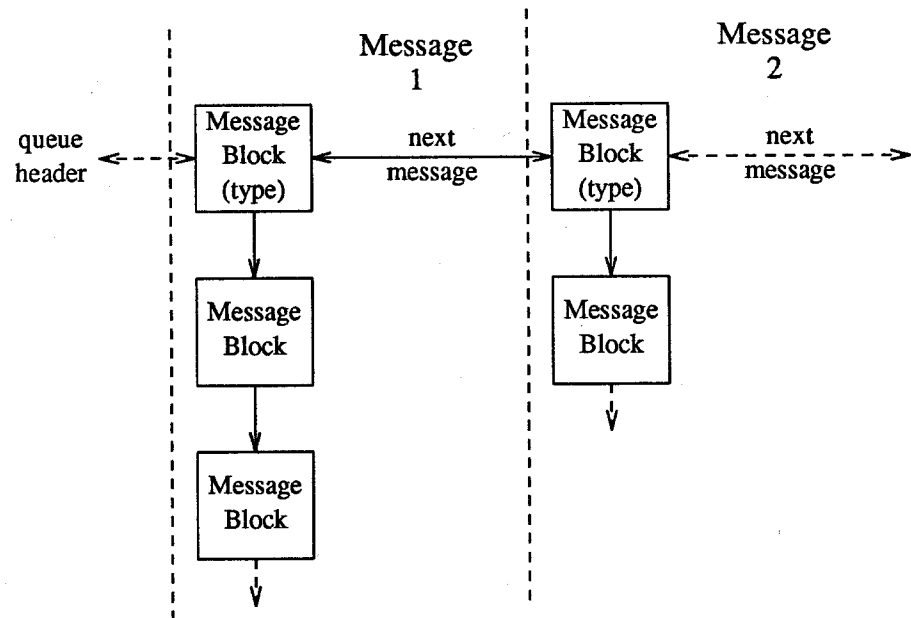 Message
1
Message
2
queue
header
Message
Block
(type)
next
message
Message
Block
(type)
next
message
Message
Block
Message
Block
Message
Block